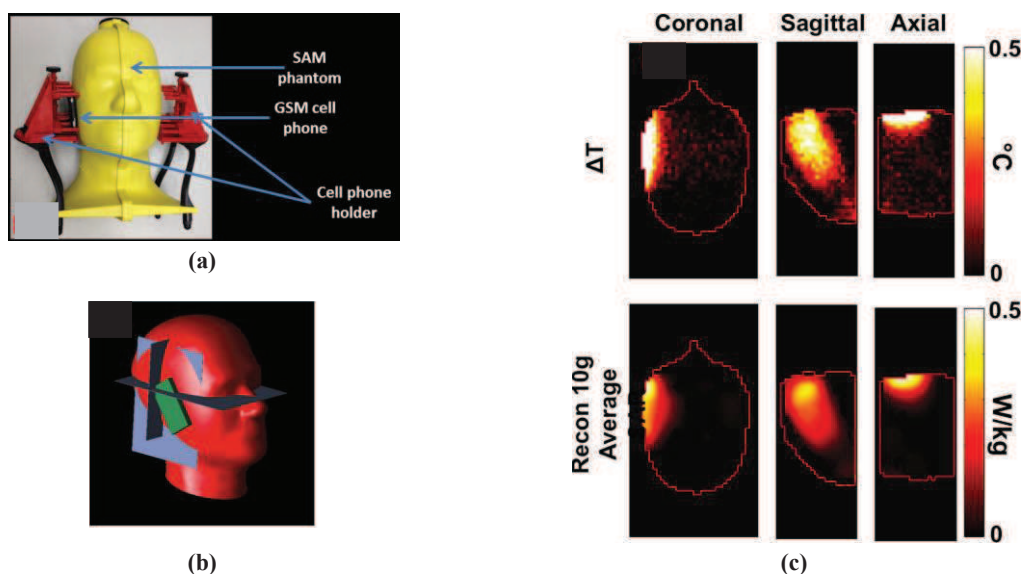 SAM
phantom
GSM cell
phone
Cell phone
holder
(a)
(b)
Coronal
Sagittal
Axial
ΔT
0.5
°C
0
Recon 10g
Average
0.5
W/kg
0
(c)